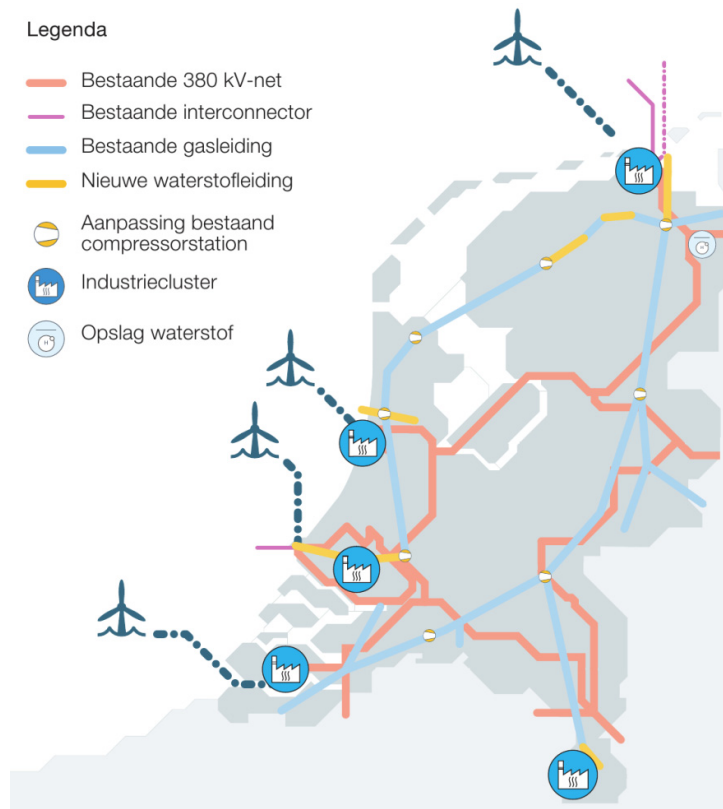 Legenda
Bestaande 380 kV-net
Bestaande interconnector
Bestaande gasleiding
Nieuwe waterstofleiding
Aanpassing bestaand
compressorstation
Industriecluster
Opslag waterstof
H
H